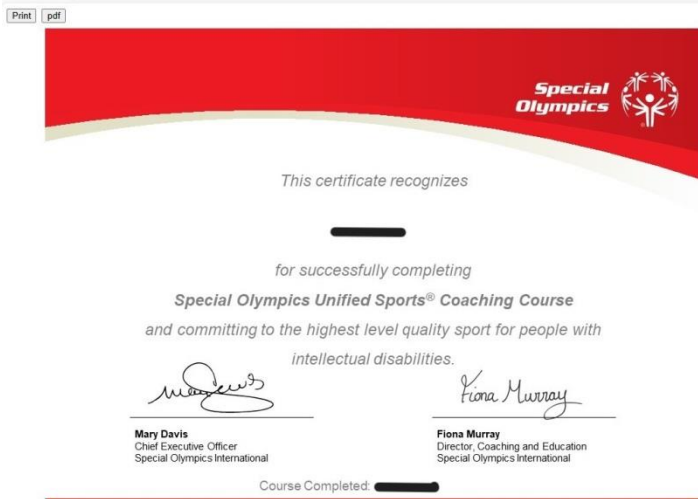 Print pdf
Special
Olympics
This certificate recognizes
for successfully completing
Special Olympics Unified Sports® Coaching Course
and committing to the highest level quality sport for people with
intellectual disabilities.
Fiona Murray
Mary Davis
Chief Executive Officer
Special Olympics International
Fiona Murray
Director, Coaching and Education
Special Olympics International
Course Completed: